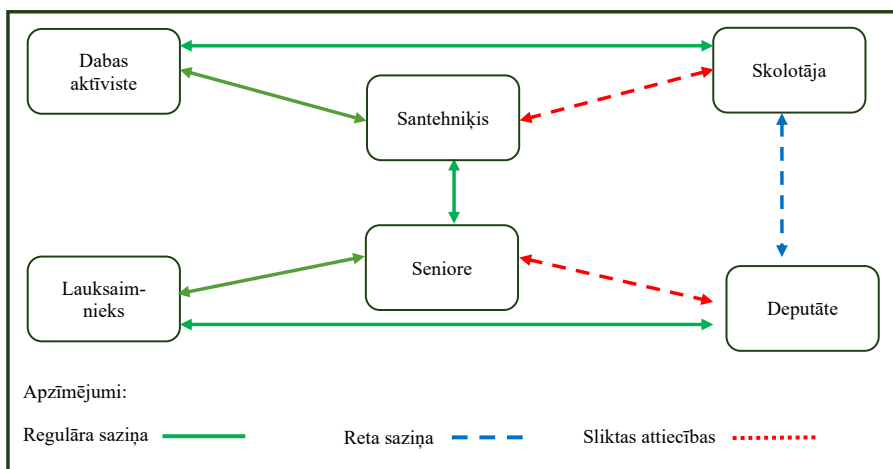 Dabas
aktīviste
Santehniķis
Skolotāja
Lauksaim-
nieks
Seniore
Deputāte
Apzīmējumi:
Regulāra saziņa
Reta saziņa
Sliktas attiecības